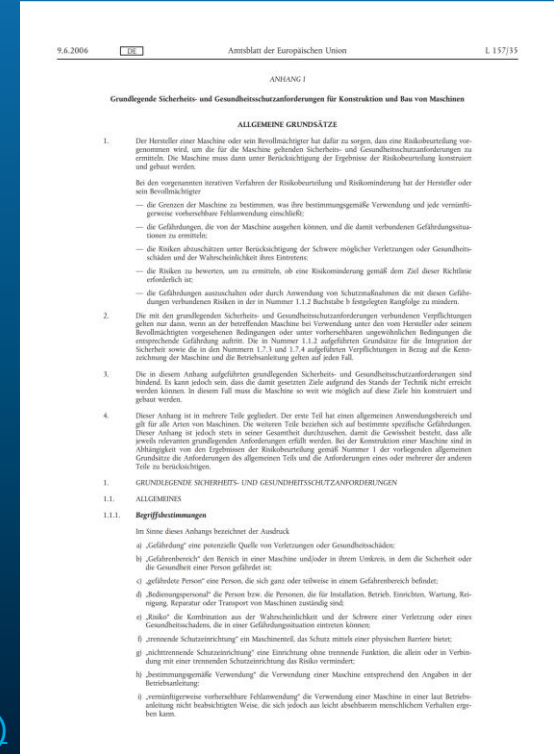 9.6.2006 DE Amtsblatt der Europäischen Union L 157/35
ANHANG I
Grundlegende Sicherheits- und Gesundheitsschutzanforderungen für Konstruktion und Bau von Maschinen
ALLGEMEINE GRUNDSÄTZE
1. Der Hersteller einer Maschine oder sein Bevollmächtigter hat dafür zu sorgen, dass eine Risikobeurteilung vor-
genommen wird, um die für die Maschine geltenden Sicherheits- und Gesundheitsschutzanforderungen zu
ermitteln. Die Maschine muss dann unter Berücksichtigung der Ergebnisse der Risikobeurteilung konstruiert
und gebaut werden.
Bei den vorgenannten iterativen Verfahren der Risikobeurteilung und Risikominderung hat der Hersteller oder
sein Bevollmächtigter
— die Grenzen der Maschine zu bestimmen, was ihre bestimmungsgemäße Verwendung und jede vernünfti-
gerweise vorhersehbare Fehlanwendung einschließt;
— die Gefährdungen, die von der Maschine ausgehen können, und die damit verbundenen Gefährdungssitua-
tionen zu ermitteln;
— die Risiken abzuschätzen unter Berücksichtigung der Schwere möglicher Verletzungen oder Gesundheits-
schäden und der Wahrscheinlichkeit ihres Eintretens;
— die Risiken zu bewerten, um zu ermitteln, ob eine Risikominderung gemäß dem Ziel dieser Richtlinie
erforderlich ist;
— die Gefährdungen auszuschalten oder durch Anwendung von Schutzmaßnahmen die mit diesen Gefähr-
dungen verbundenen Risiken in der in Nummer 1.1.2 Buchstabe b festgelegten Rangfolge zu mindern.
2. Die mit den grundlegenden Sicherheits- und Gesundheitsschutzanforderungen verbundenen Verpflichtungen
gelten nur dann, wenn an der betreffenden Maschine bei Verwendung unter den vom Hersteller oder seinem
Bevollmächtigten vorgesehenen Bedingungen oder unter vorhersehbaren ungewöhnlichen Bedingungen die
entsprechende Gefährdung auftritt. Die in Nummer 1.1.2 aufgeführten Grundsätze für die Integration der
Sicherheit sowie die in den Nummern 1.7.3 und 1.7.4 aufgeführten Verpflichtungen in Bezug auf die Kenn-
zeichnung der Maschine und die Betriebsanleitung gelten auf jeden Fall.
3. Die in diesem Anhang aufgeführten grundlegenden Sicherheits- und Gesundheitsschutzanforderungen sind
bindend. Es kann jedoch sein, dass die damit gesetzten Ziele aufgrund des Stands der Technik nicht erreicht
werden können. In diesem Fall muss die Maschine so weit wie möglich auf diese Ziele hin konstruiert und
gebaut werden.
4. Dieser Anhang ist in mehrere Teile gegliedert. Der erste Teil hat einen allgemeinen Anwendungsbereich und
gilt für alle Arten von Maschinen. Die weiteren Teile beziehen sich auf bestimmte spezifische Gefährdungen.
Dieser Anhang ist jedoch stets in seiner Gesamtheit durchzusehen, damit die Gewissheit besteht, dass alle
jeweils relevanten grundlegenden Anforderungen erfüllt werden. Bei der Konstruktion einer Maschine sind in
Abhängigkeit von den Ergebnissen der Risikobeurteilung gemäß Nummer 1 der vorliegenden allgemeinen
Grundsätze die Anforderungen des allgemeinen Teils und die Anforderungen eines oder mehrerer der anderen
Teile zu berücksichtigen.
1. GRUNDLEGENDE SICHERHEITS- UND GESUNDHEITSSCHUTZANFORDERUNGEN
1.1. ALLGEMEINES
1.1.1. Begriffsbestimmungen
Im Sinne dieses Anhangs bezeichnet der Ausdruck
a) „Gefährdung“ eine potenzielle Quelle von Verletzungen oder Gesundheitsschäden;
b) „Gefahrenbereich“ den Bereich in einer Maschine und/oder in ihrem Umkreis, in dem die Sicherheit oder
die Gesundheit einer Person gefährdet ist;
c) „gefährdete Person“ eine Person, die sich ganz oder teilweise in einem Gefahrenbereich befindet;
d) „Bedienungspersonal“ die Person bzw. die Personen, die für Installation, Betrieb, Einrichten, Wartung, Rei-
nigung, Reparatur oder Transport von Maschinen zuständig sind;
e) „Risiko“ die Kombination aus der Wahrscheinlichkeit und der Schwere einer Verletzung oder eines
Gesundheitsschadens, die in einer Gefährdungssituation eintreten können;
f) „trennende Schutzeinrichtung“ ein Maschinenteil, das Schutz mittels einer physischen Barriere bietet;
g) „nichttrennende Schutzeinrichtung“ eine Einrichtung ohne trennende Funktion, die allein oder in Verbin-
dung mit einer trennenden Schutzeinrichtung das Risiko vermindert;
h) „bestimmungsgemäße Verwendung“ die Verwendung einer Maschine entsprechend den Angaben in der
Betriebsanleitung;
i) „vernünftigerweise vorhersehbare Fehlanwendung“ die Verwendung einer Maschine in einer laut Betriebs-
anleitung nicht beabsichtigten Weise, die sich jedoch aus leicht absehbarem menschlichem Verhalten erge-
ben kann.